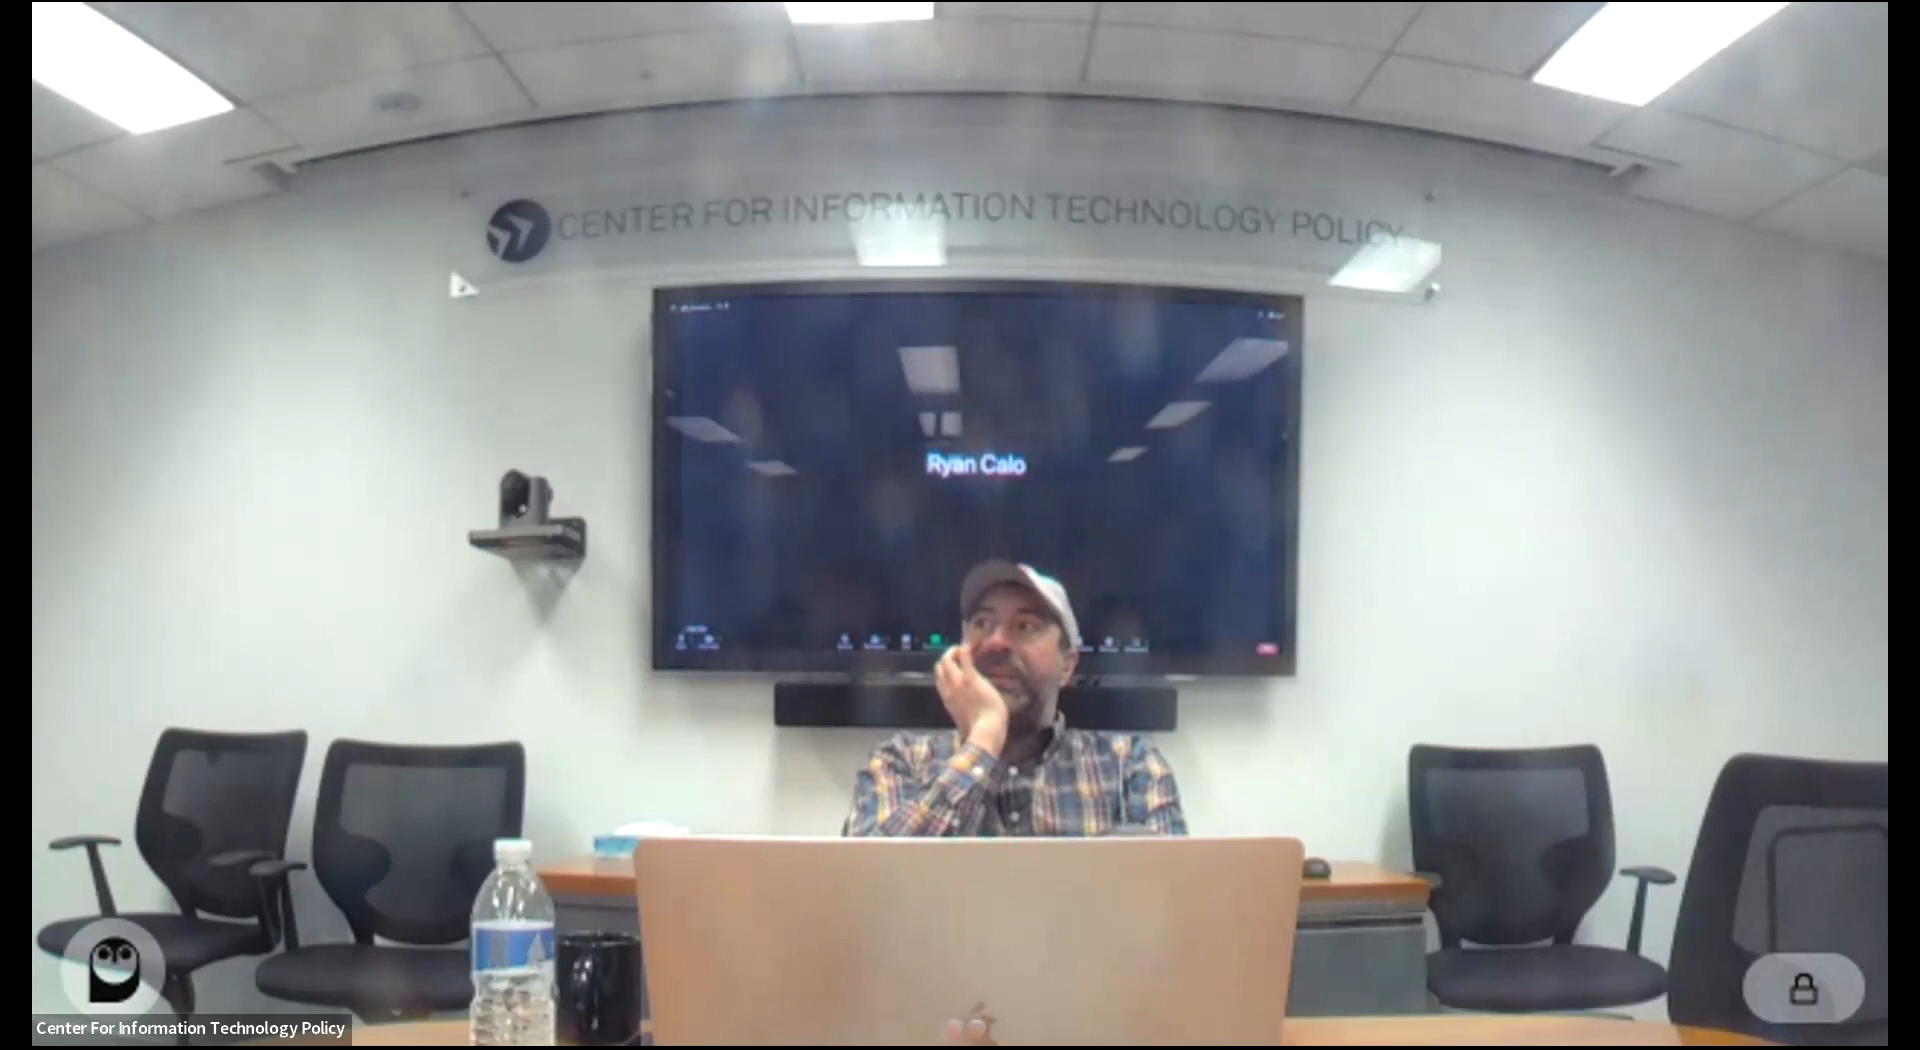 CENTER FOR INFORMATION TECHNOLOGY POLICY
Ryan Calo
Center For Information Technology Policy